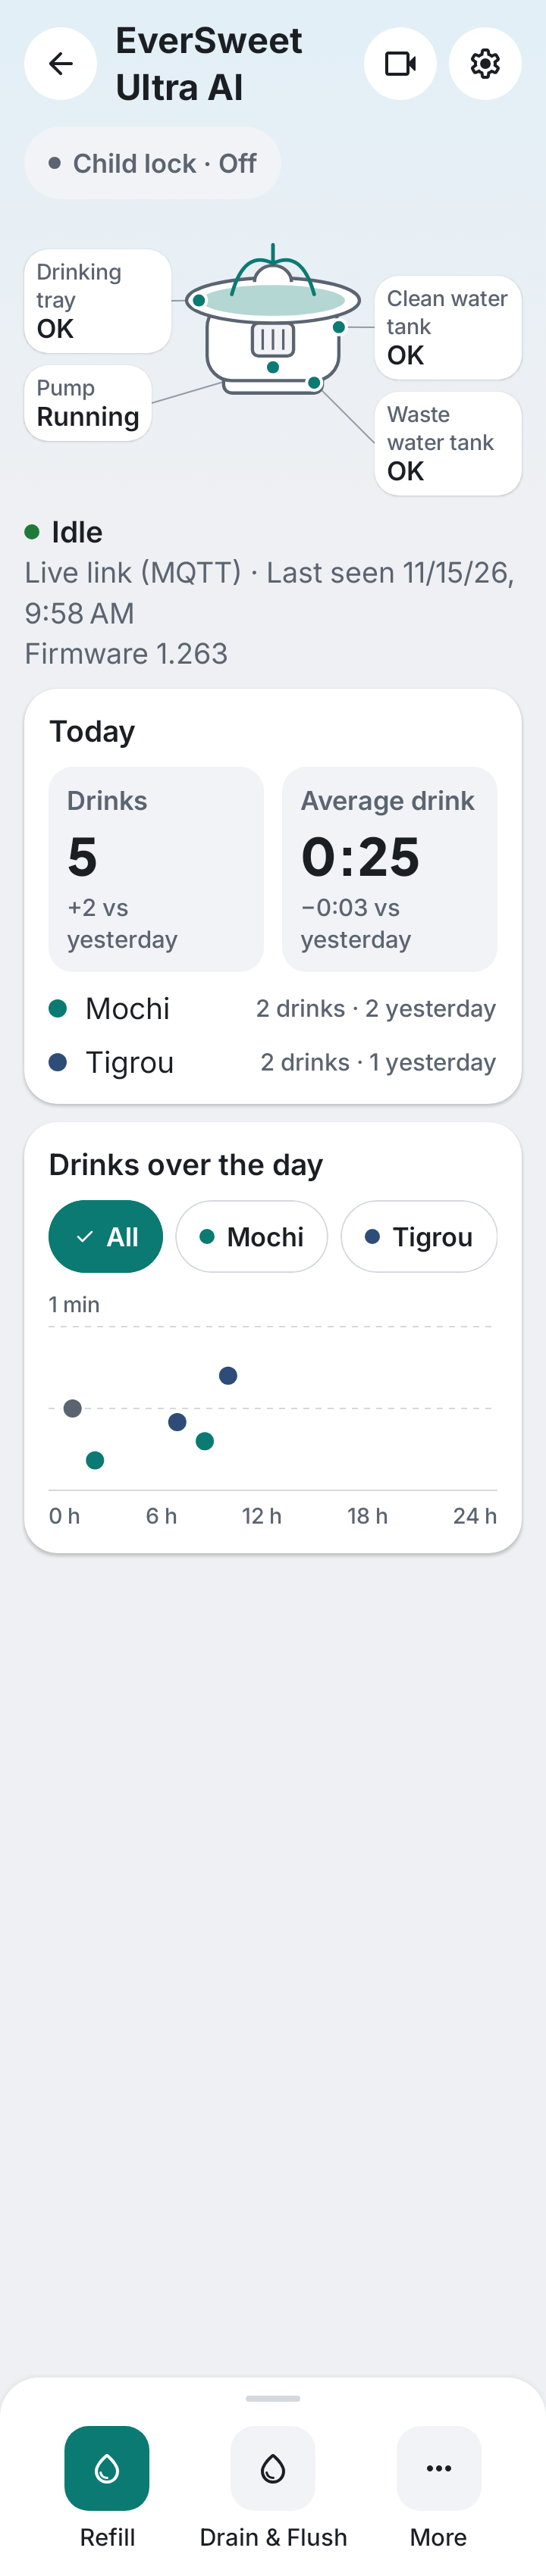 EverSweet
Ultra AI
Child lock · Off
Drinking
tray
OK
Clean water
tank
OK
Pump
Running
Waste
water tank
OK
Idle
Live link (MQTT) · Last seen 11/15/26,
9:58 AM
Firmware 1.263
Today
Drinks
5
+2 vs
yesterday
Average drink
0:25
−0:03 vs
yesterday
Mochi 2 drinks · 2 yesterday
Tigrou 2 drinks · 1 yesterday
Drinks over the day
All Mochi Tigrou
1 min
0 h 6 h 12 h 18 h 24 h
Refill Drain & Flush More